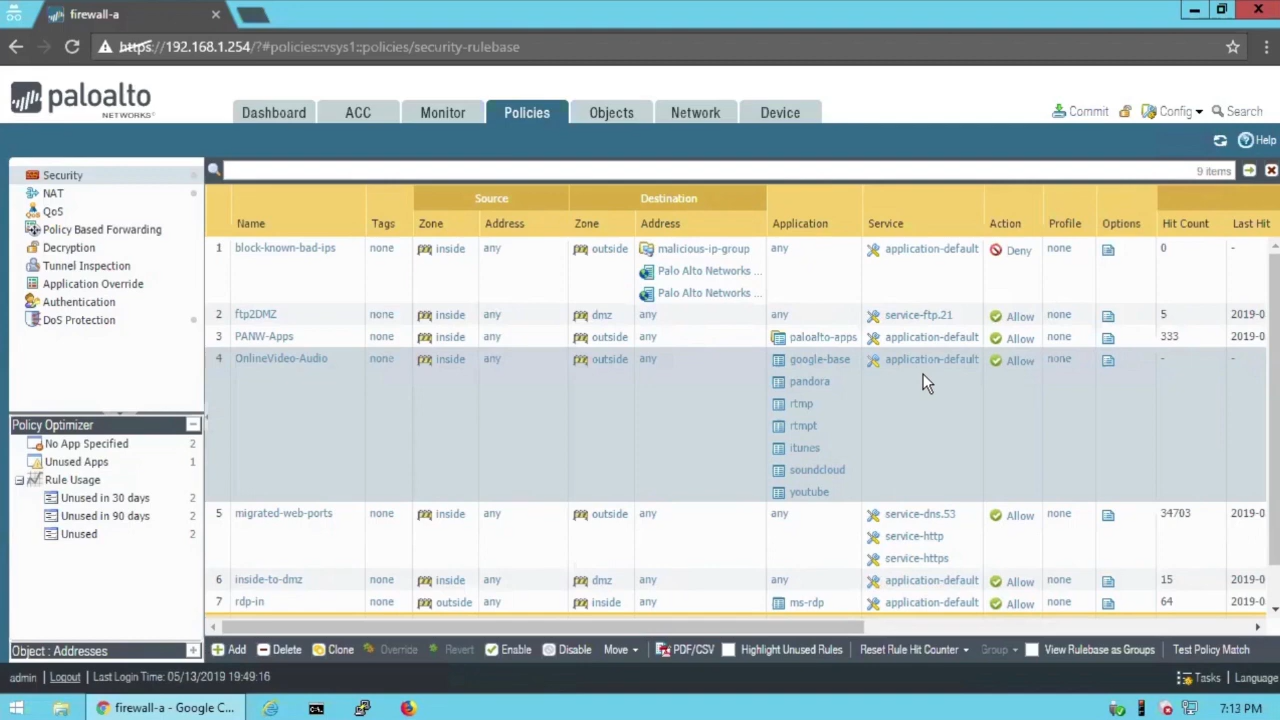 firewall-a
https://192.168.1.254/?#policies::vsys1::policies/security-rulebase
paloalto
NETWORKS
Dashboard ACC Monitor Policies Objects Network Device
Commit Config Search
Help
Security
NAT
QoS
Policy Based Forwarding
Decryption
Tunnel Inspection
Application Override
Authentication
DoS Protection
Policy Optimizer
No App Specified 2
Unused Apps 1
Rule Usage
Unused in 30 days 2
Unused in 90 days 2
Unused 2
Object : Addresses
9 items
Source Destination
Name Tags Zone Address Zone Address Application Service Action Profile Options Hit Count Last Hit
1 block-known-bad-ips none inside any outside malicious-ip-group any application-default Deny none 0 -
Palo Alto Networks ...
Palo Alto Networks ...
2 ftp2DMZ none inside any dmz any any service-ftp.21 Allow none 5 2019-0
3 PANW-Apps none inside any outside any paloalto-apps application-default Allow none 333 2019-0
4 OnlineVideo-Audio none inside any outside any google-base application-default Allow none - -
pandora
rtmp
rtmpt
itunes
soundcloud
youtube
5 migrated-web-ports none inside any outside any any service-dns.53 Allow none 34703 2019-0
service-http
service-https
6 inside-to-dmz none inside any dmz any any application-default Allow none 15 2019-0
7 rdp-in none outside any inside any ms-rdp application-default Allow none 64 2019-0
Add Delete Clone Override Revert Enable Disable Move PDF/CSV Highlight Unused Rules Reset Rule Hit Counter Group View Rulebase as Groups Test Policy Match
admin Logout Last Login Time: 05/13/2019 19:49:16 Tasks Language
firewall-a - Google C... 7:13 PM